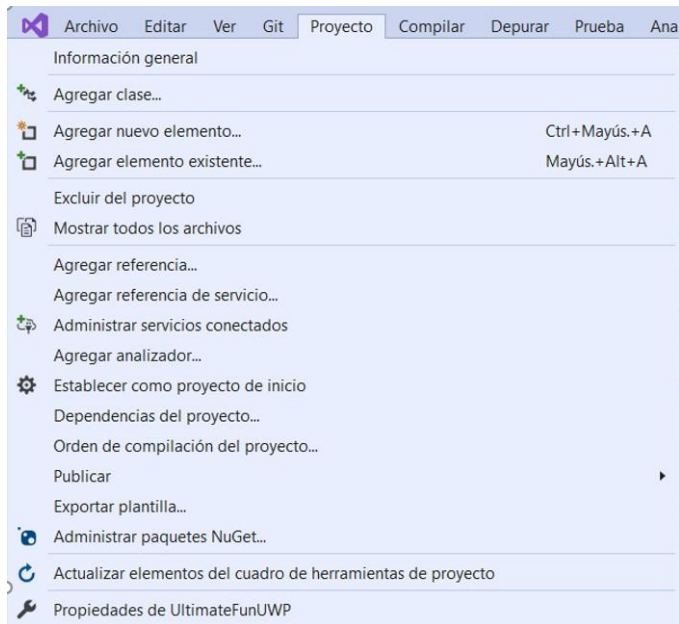 Archivo Editar Ver Git Proyecto Compilar Depurar Prueba Ana
Información general
Agregar clase...
Agregar nuevo elemento... Ctrl+Mayús.+A
Agregar elemento existente... Mayús.+Alt+A
Excluir del proyecto
Mostrar todos los archivos
Agregar referencia...
Agregar referencia de servicio...
Administrar servicios conectados
Agregar analizador...
Establecer como proyecto de inicio
Dependencias del proyecto...
Orden de compilación del proyecto...
Publicar
Exportar plantilla...
Administrar paquetes NuGet...
Actualizar elementos del cuadro de herramientas de proyecto
Propiedades de UltimateFunUWP